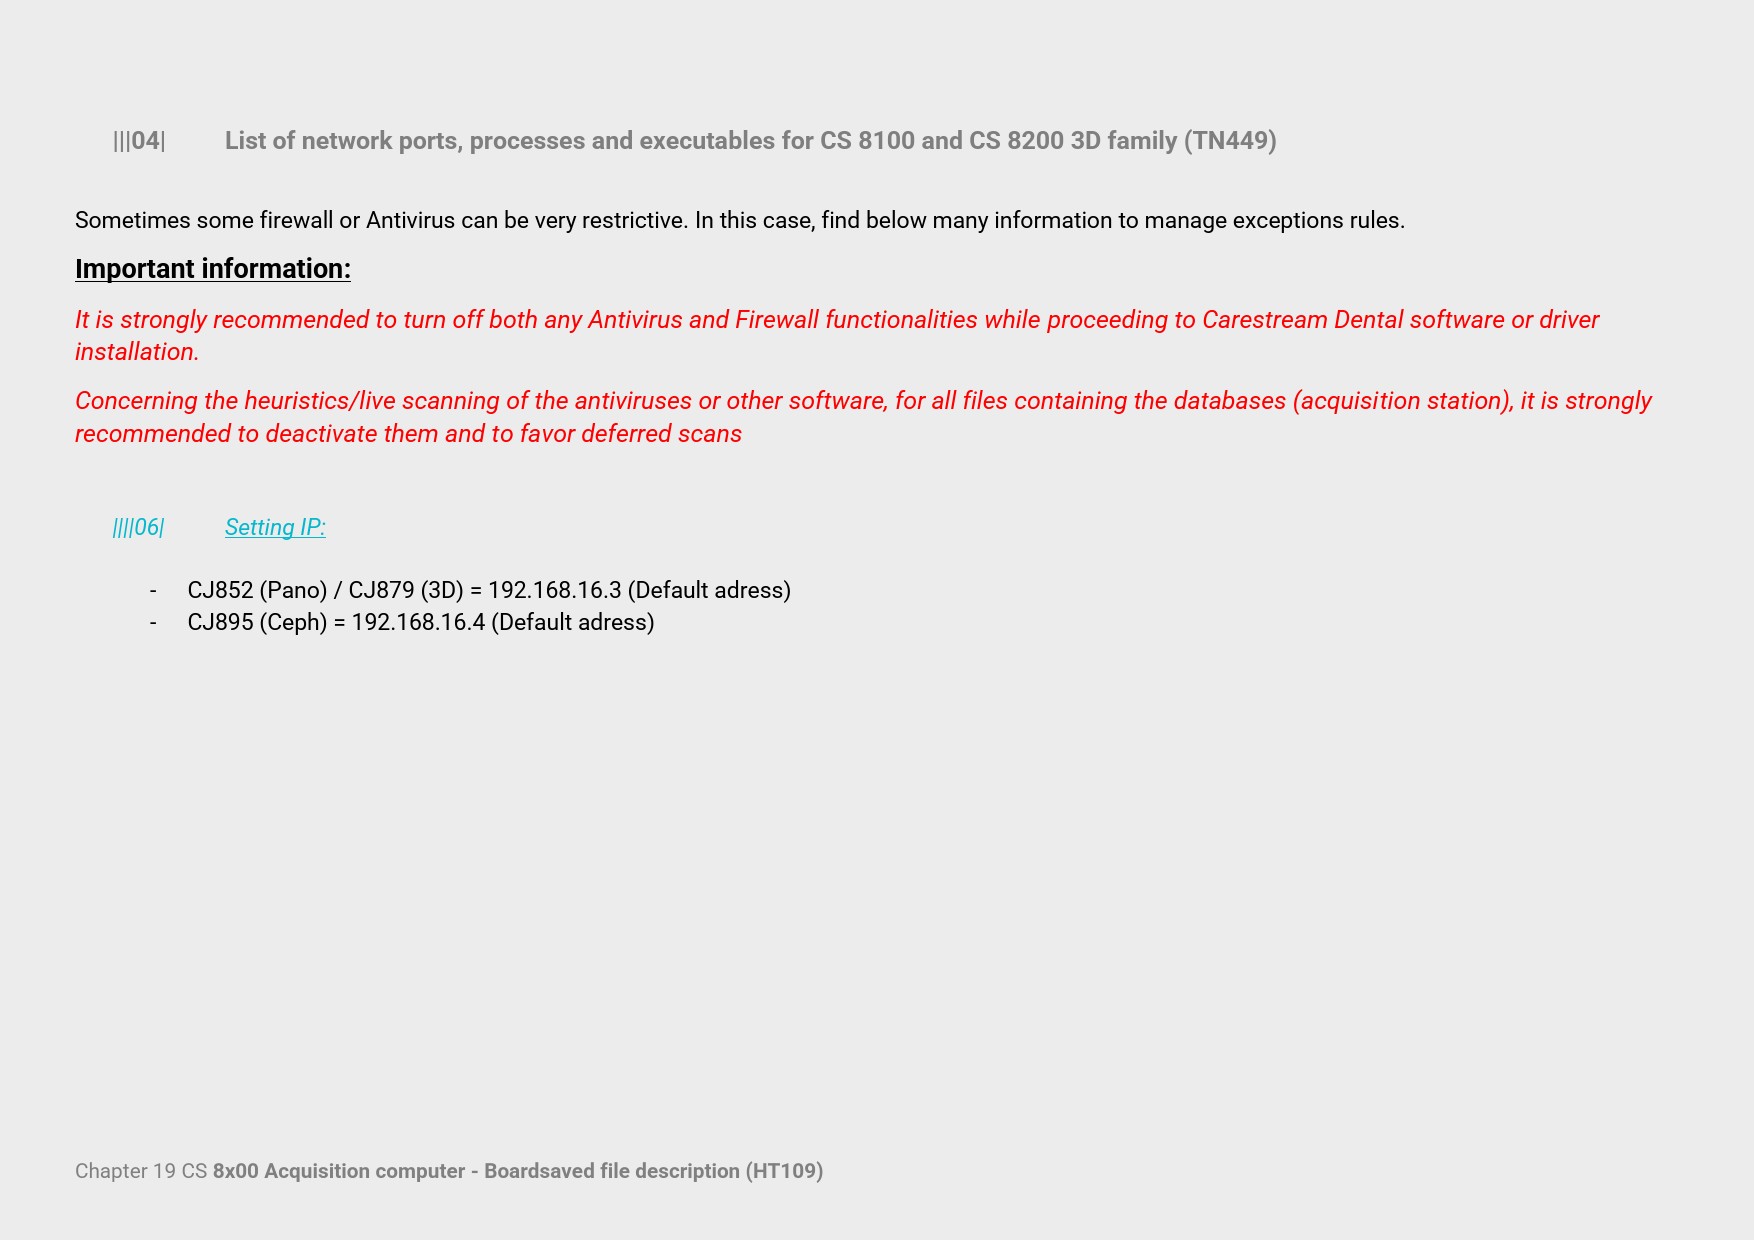 |||04| List of network ports, processes and executables for CS 8100 and CS 8200 3D family (TN449)
Sometimes some firewall or Antivirus can be very restrictive. In this case, find below many information to manage exceptions rules.
Important information:
It is strongly recommended to turn off both any Antivirus and Firewall functionalities while proceeding to Carestream Dental software or driver
installation.
Concerning the heuristics/live scanning of the antiviruses or other software, for all files containing the databases (acquisition station), it is strongly
recommended to deactivate them and to favor deferred scans
||||06| Setting IP:
- CJ852 (Pano) / CJ879 (3D) = 192.168.16.3 (Default adress)
- CJ895 (Ceph) = 192.168.16.4 (Default adress)
Chapter 19 CS 8x00 Acquisition computer - Boardsaved file description (HT109)